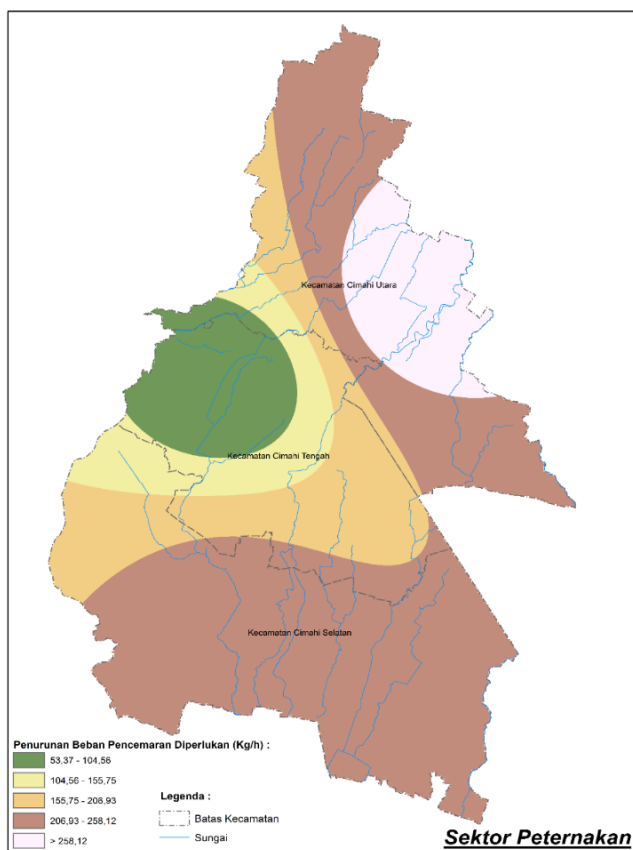 Kecamatan Cimahi Utara
Kecamatan Cimahi Tengah
Kecamatan Cimahi Selatan
Penurunan Beban Pencemaran Diperlukan (Kg/h) :
53,37 - 104,56
104,56 - 155,75
155,75 - 208,93
206,93 - 258,12
> 258,12
Legenda :
Batas Kecamatan
Sungai
Sektor Peternakan